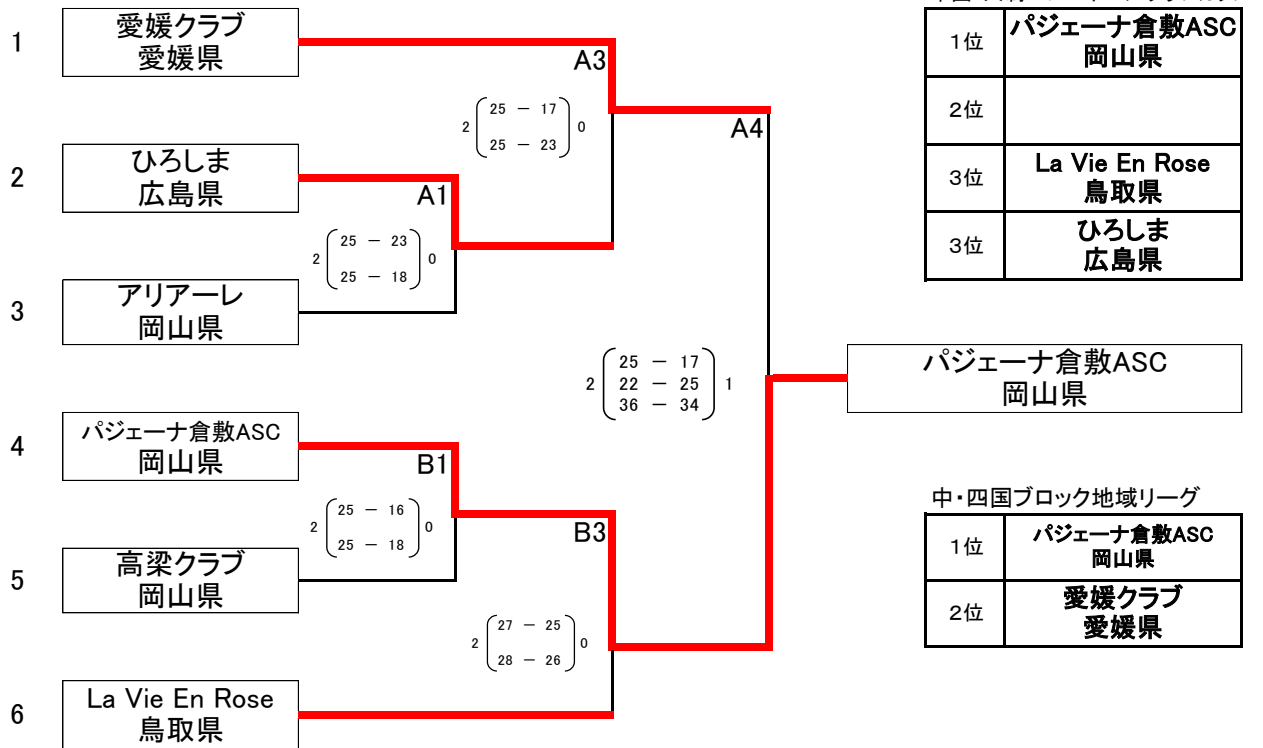 1
愛媛クラブ
愛媛県
2
ひろしま
広島県
3
アリアーレ
岡山県
4
パジェーナ倉敷ASC
岡山県
5
高梁クラブ
岡山県
6
La Vie En Rose
鳥取県
A1
2 25 － 23 0
25 － 18
A3
2 25 － 17 0
25 － 23
B1
2 25 － 16 0
25 － 18
B3
2 27 － 25 0
28 － 26
A4
25 － 17
2 22 － 25 1
36 － 34
パジェーナ倉敷ASC
岡山県
1位 パジェーナ倉敷ASC
岡山県
2位
3位 La Vie En Rose
鳥取県
3位 ひろしま
広島県
中・四国ブロック地域リーグ
1位 パジェーナ倉敷ASC
岡山県
2位 愛媛クラブ
愛媛県